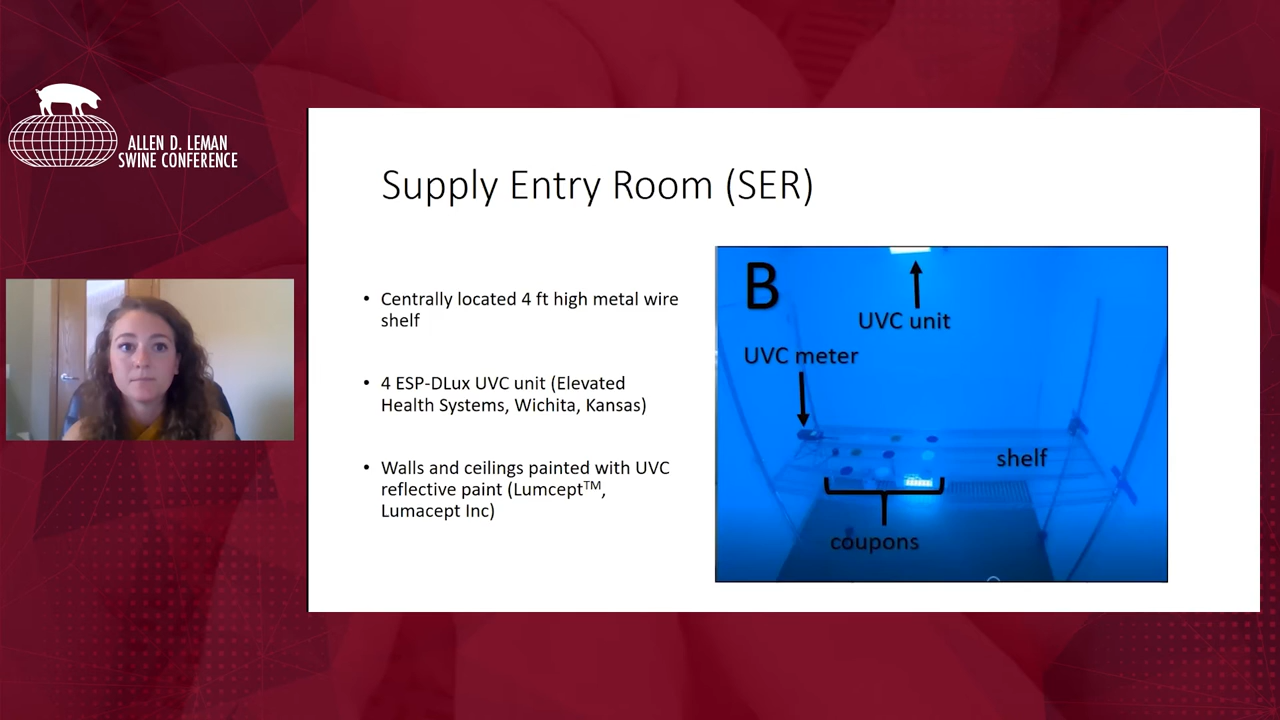 ALLEN D. LEMAN
SWINE CONFERENCE
Supply Entry Room (SER)
• Centrally located 4 ft high metal wire
shelf
• 4 ESP-DLux UVC unit (Elevated
Health Systems, Wichita, Kansas)
• Walls and ceilings painted with UVC
reflective paint (Lumcept™,
Lumacept Inc)
B
UVC unit
UVC meter
shelf
coupons